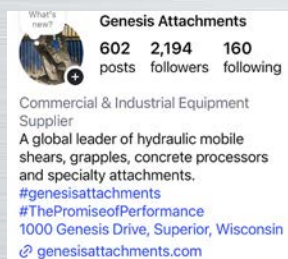 What's
new?
Genesis Attachments
602 2,194 160
posts followers following
Commercial & Industrial Equipment
Supplier
A global leader of hydraulic mobile
shears, grapples, concrete processors
and specialty attachments.
#genesisattachments
#ThePromiseofPerformance
1000 Genesis Drive, Superior, Wisconsin
genesisattachments.com